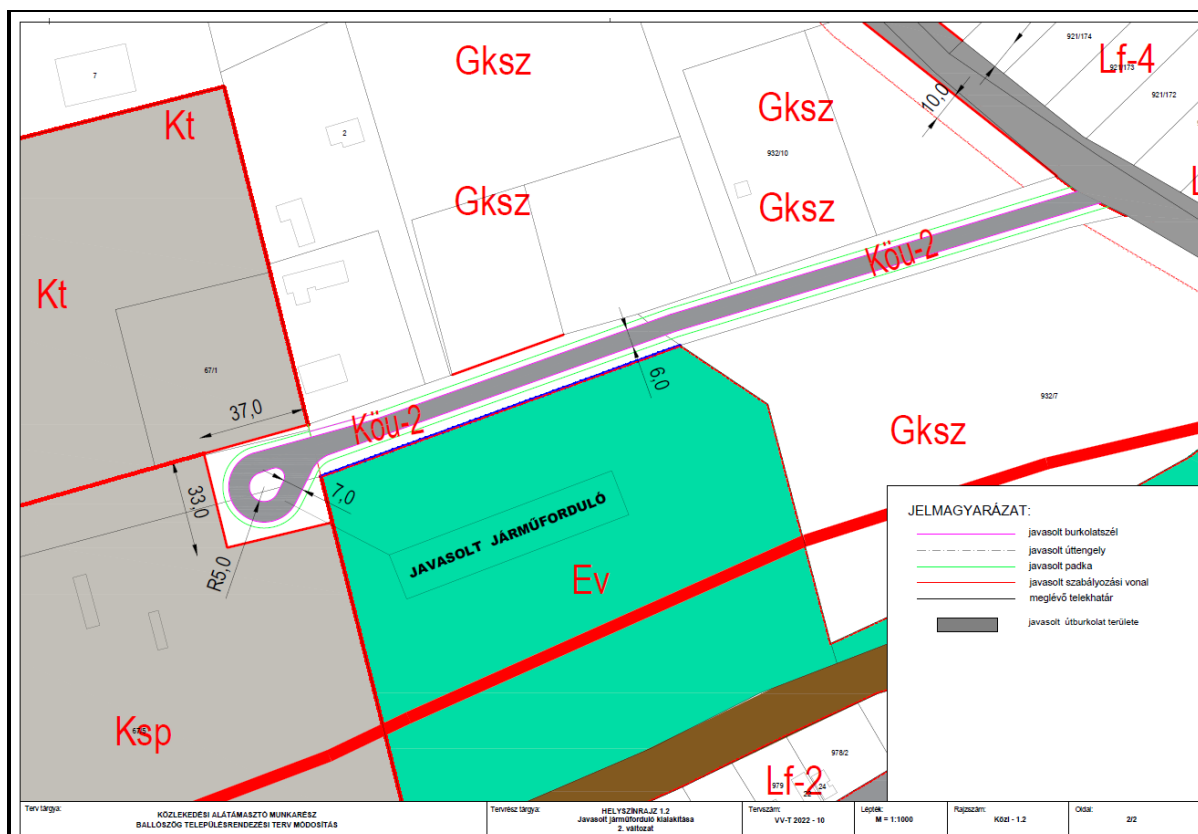 921/174
Lf-4
921/173
921/172
Gksz
7
Kt
10,0
Gksz
2
932/10
Gksz
Gksz
Köu-2
Kt
67/1
6,0
932/7
37,0
Köu-2
Gksz
33,0
7,0
R5,0
JAVASOLT JÁRMŰFORDULÓ
Ev
JELMAGYARÁZAT:
javasolt burkolatszél
javasolt úttengely
javasolt padka
javasolt szabályozási vonal
meglévő telekhatár
javasolt útburkolat területe
Ksp
978/2
Lf-2
979
24
Terv tárgya:
KÖZLEKEDÉSI ALÁTÁMASZTÓ MUNKARÉSZ
BALLÓSZÖG TELEPÜLÉSRENDEZÉSI TERV MÓDOSÍTÁS
Tervrész tárgya:
HELYSZÍNRAJZ 1.2
Javasolt járműforduló kialakítása
2. változat
Tervszám:
VV-T 2022 - 10
Lépték:
M = 1:1000
Rajzszám:
Közl - 1.2
Oldal:
2/2